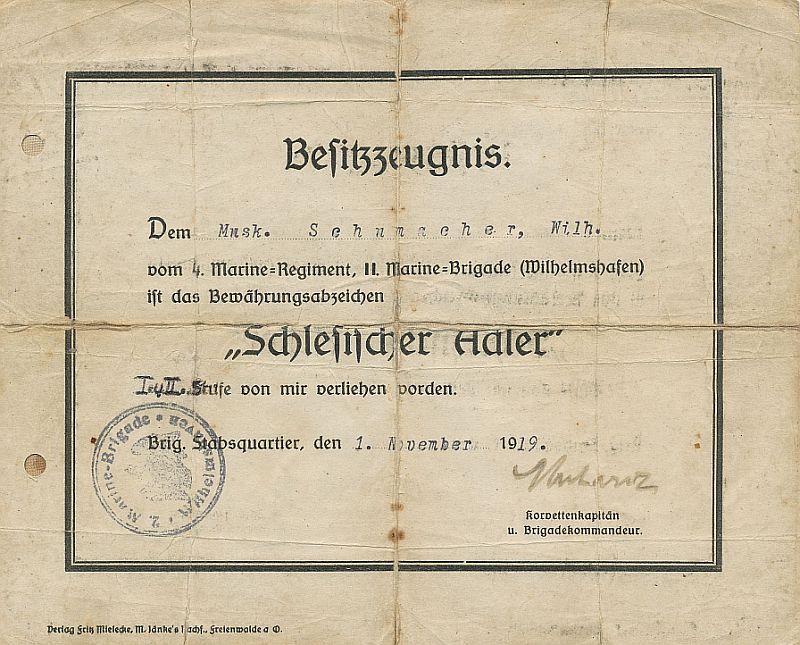 Besitzzeugnis.
Dem Musk. Schumacher, Wilh.
vom 4. Marine=Regiment, II. Marine=Brigade (Wilhelmshafen)
ist das Bewährungsabzeichen
„Schlesischer Adler"
I. u. II. Stufe von mir verliehen worden.
Brig. Stabsquartier, den 1. November 1919.
Korvettenkapitän
u. Brigadekommandeur.
2. Marine-Brigade • Wilhelmshaven •
Verlag Fritz Mielecke, M. Jänke's Nachf., Freienwalde a O.